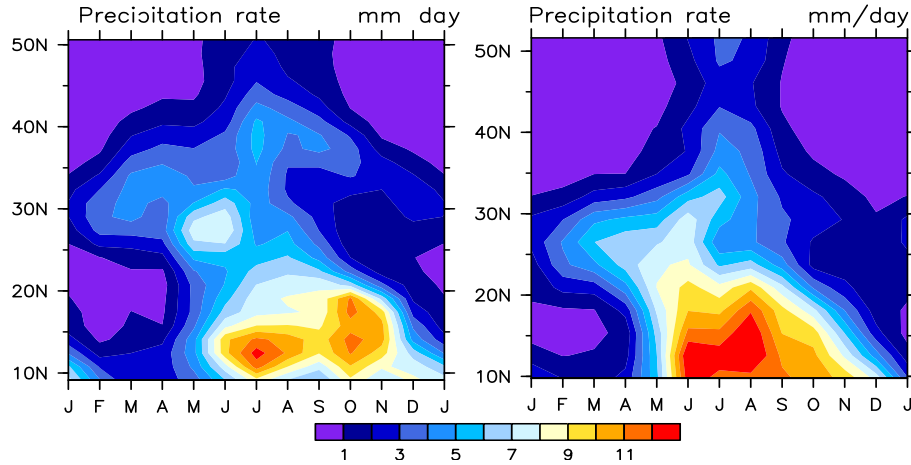 Precipitation rate mm day
Precipitation rate mm/day
50N
40N
30N
20N
10N
J F M A M J J A S O N D J
50N
40N
30N
20N
10N
J F M A M J J A S O N D J
1 3 5 7 9 11